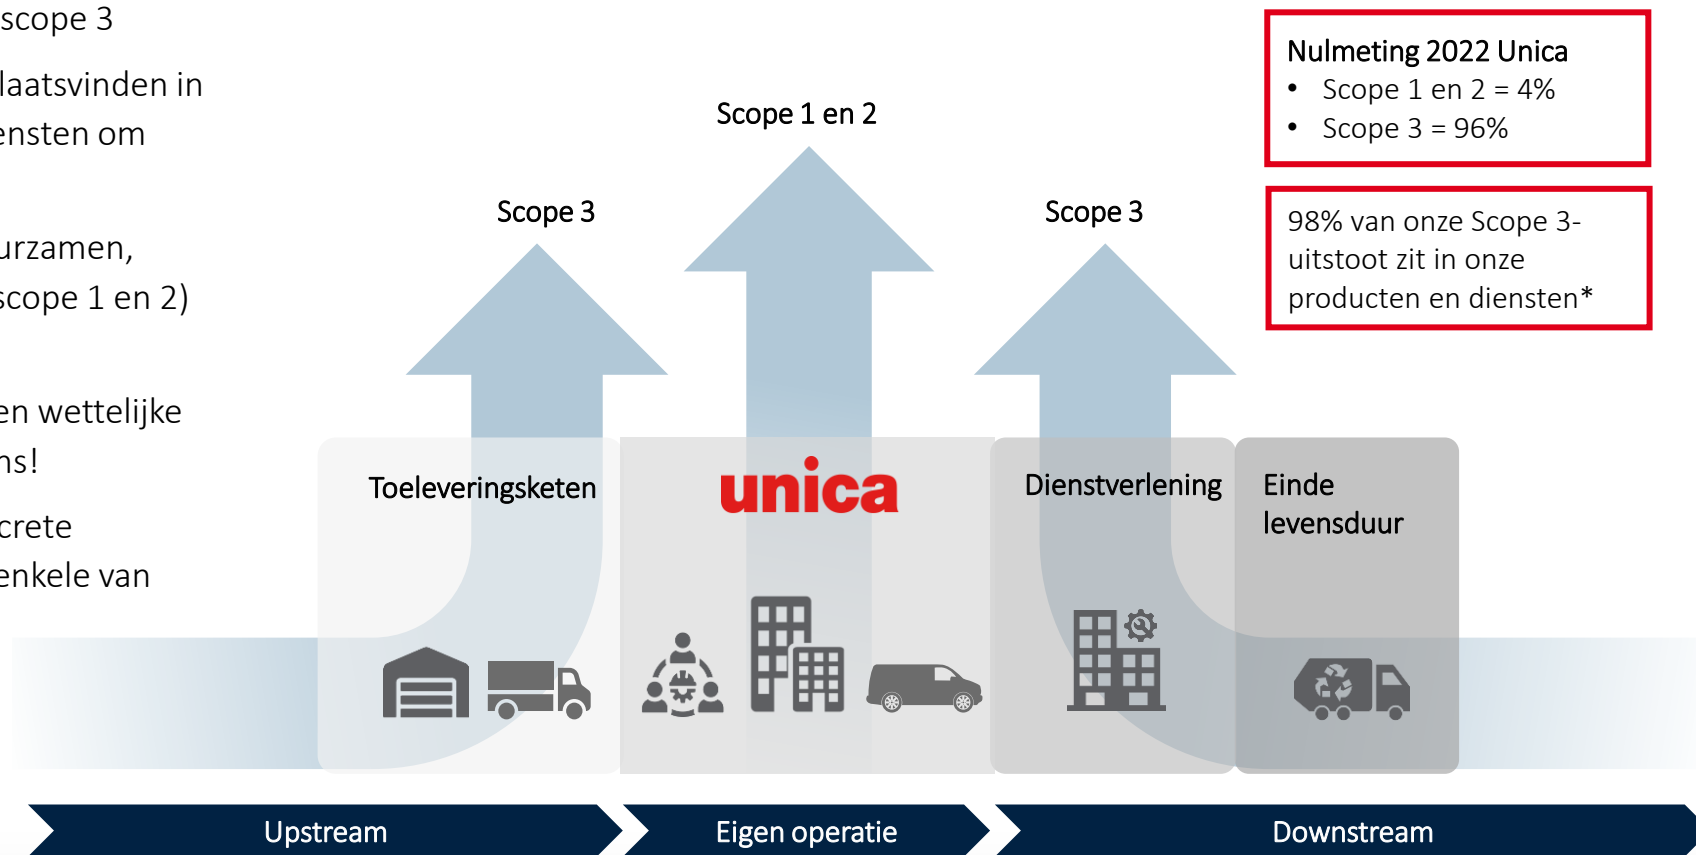 scope 3
laatsvinden in
ensten om
urzamen,
scope 1 en 2)
en wettelijke
ns!
crete
enkele van
Scope 3
Scope 1 en 2
Scope 3
Nulmeting 2022 Unica
• Scope 1 en 2 = 4%
• Scope 3 = 96%
98% van onze Scope 3-
uitstoot zit in onze
producten en diensten*
Toeleveringsketen
unica
Dienstverlening
Einde
levensduur
Upstream
Eigen operatie
Downstream